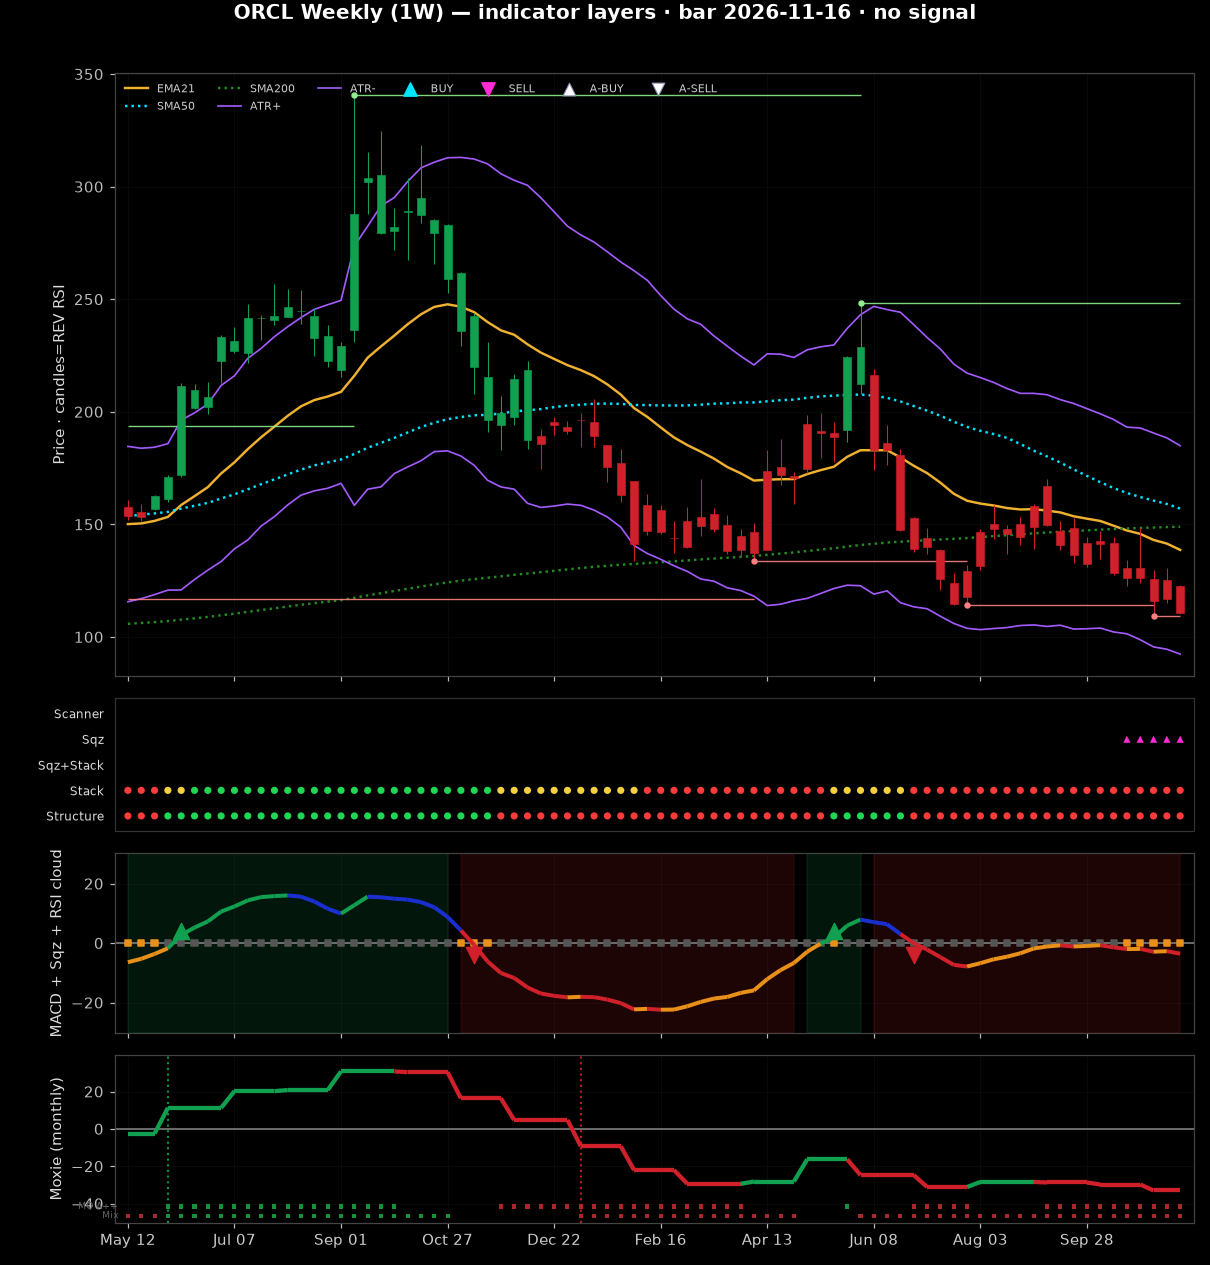 ORCL Weekly (1W) — indicator layers · bar 2026-11-16 · no signal
EMA21 SMA200 ATR- BUY SELL A-BUY A-SELL
SMA50 ATR+
Price · candles=REV RSI
350
300
250
200
150
100
Scanner
Sqz
Sqz+Stack
Stack
Structure
MACD + Sqz + RSI cloud
20
0
−20
Moxie (monthly)
20
0
−20
−40
Mix
May 12 Jul 07 Sep 01 Oct 27 Dec 22 Feb 16 Apr 13 Jun 08 Aug 03 Sep 28